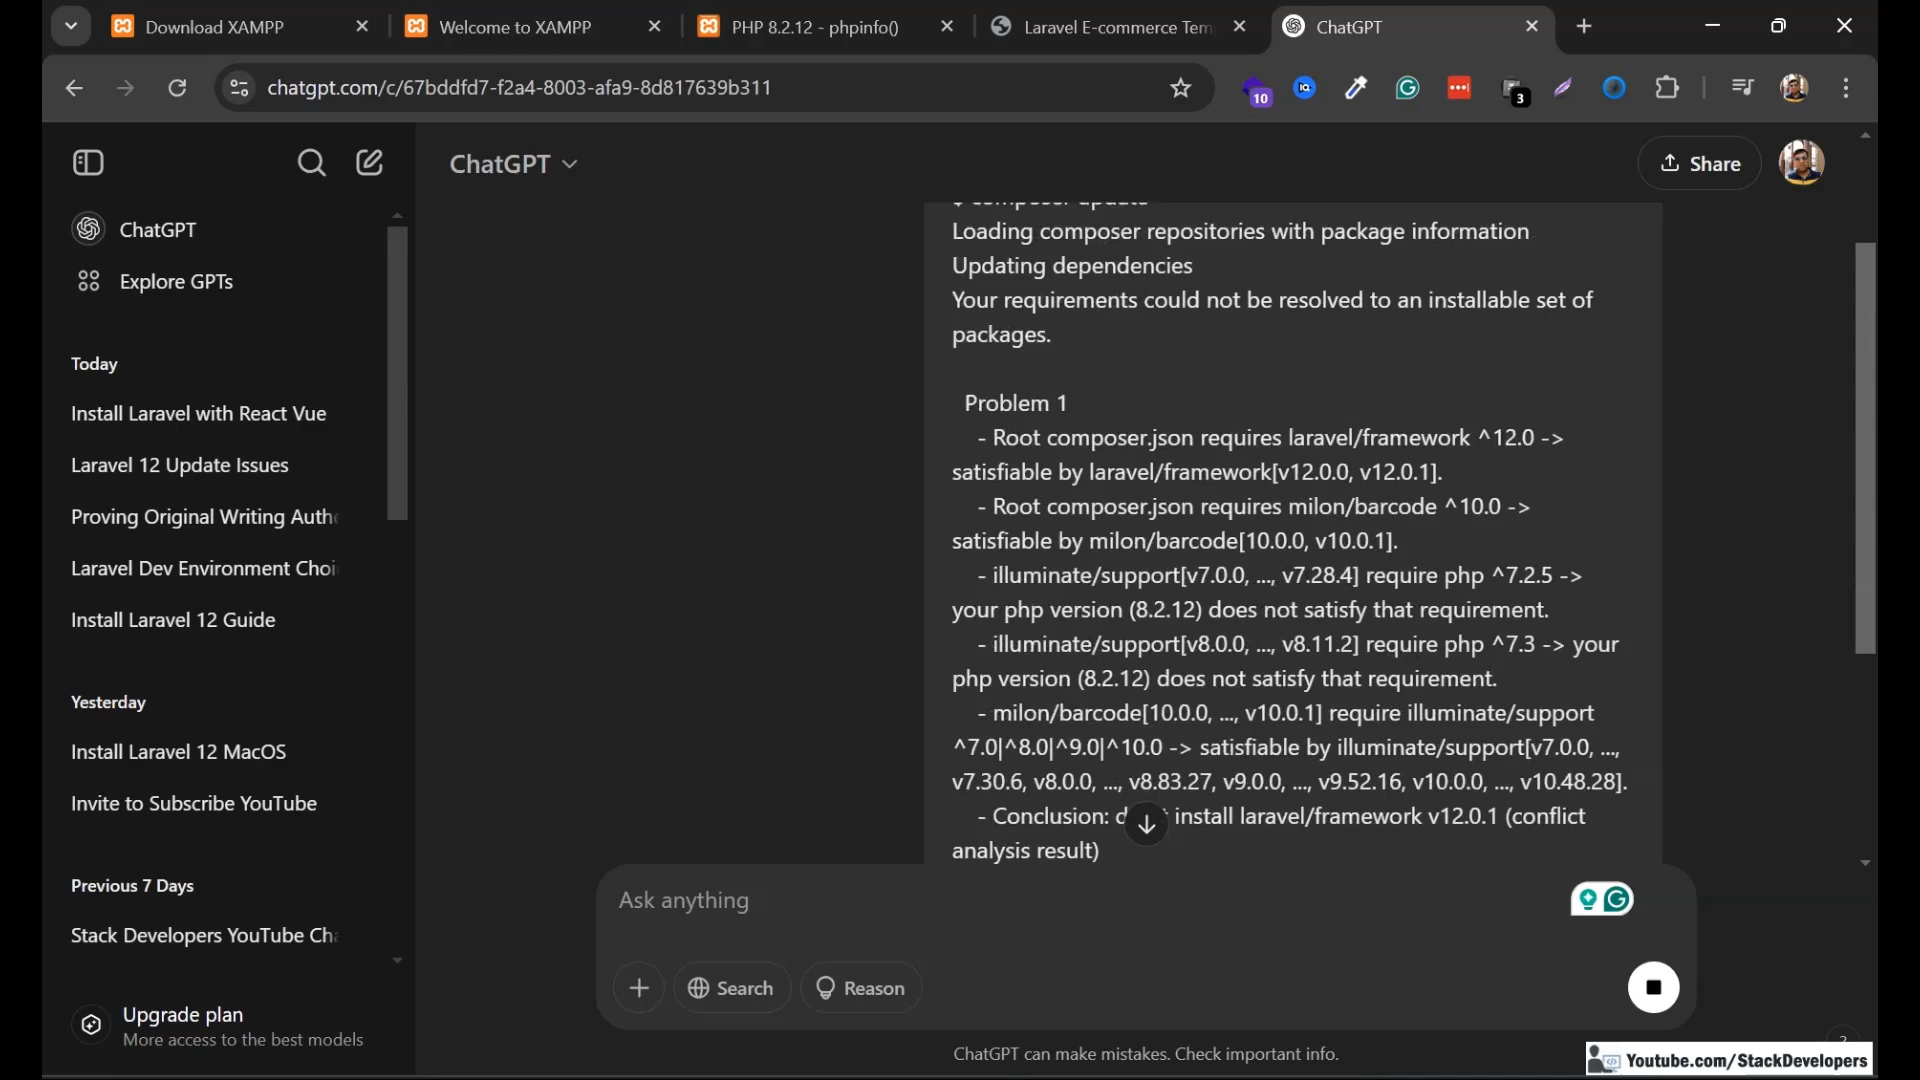 Download XAMPP
Welcome to XAMPP
PHP 8.2.12 - phpinfo()
Laravel E-commerce Tem
ChatGPT
chatgpt.com/c/67bddfd7-f2a4-8003-afa9-8d817639b311
10
3
ChatGPT
Share
ChatGPT
Explore GPTs
Today
Install Laravel with React Vue
Laravel 12 Update Issues
Proving Original Writing Auth
Laravel Dev Environment Choi
Install Laravel 12 Guide
Yesterday
Install Laravel 12 MacOS
Invite to Subscribe YouTube
Previous 7 Days
Stack Developers YouTube Ch
Upgrade plan
More access to the best models
$ composer update
Loading composer repositories with package information
Updating dependencies
Your requirements could not be resolved to an installable set of
packages.
Problem 1
- Root composer.json requires laravel/framework ^12.0 ->
satisfiable by laravel/framework[v12.0.0, v12.0.1].
- Root composer.json requires milon/barcode ^10.0 ->
satisfiable by milon/barcode[10.0.0, v10.0.1].
- illuminate/support[v7.0.0, ..., v7.28.4] require php ^7.2.5 ->
your php version (8.2.12) does not satisfy that requirement.
- illuminate/support[v8.0.0, ..., v8.11.2] require php ^7.3 -> your
php version (8.2.12) does not satisfy that requirement.
- milon/barcode[10.0.0, ..., v10.0.1] require illuminate/support
^7.0|^8.0|^9.0|^10.0 -> satisfiable by illuminate/support[v7.0.0, ...,
v7.30.6, v8.0.0, ..., v8.83.27, v9.0.0, ..., v9.52.16, v10.0.0, ..., v10.48.28].
- Conclusion: install laravel/framework v12.0.1 (conflict
analysis result)
Ask anything
Search
Reason
ChatGPT can make mistakes. Check important info.
Youtube.com/StackDevelopers